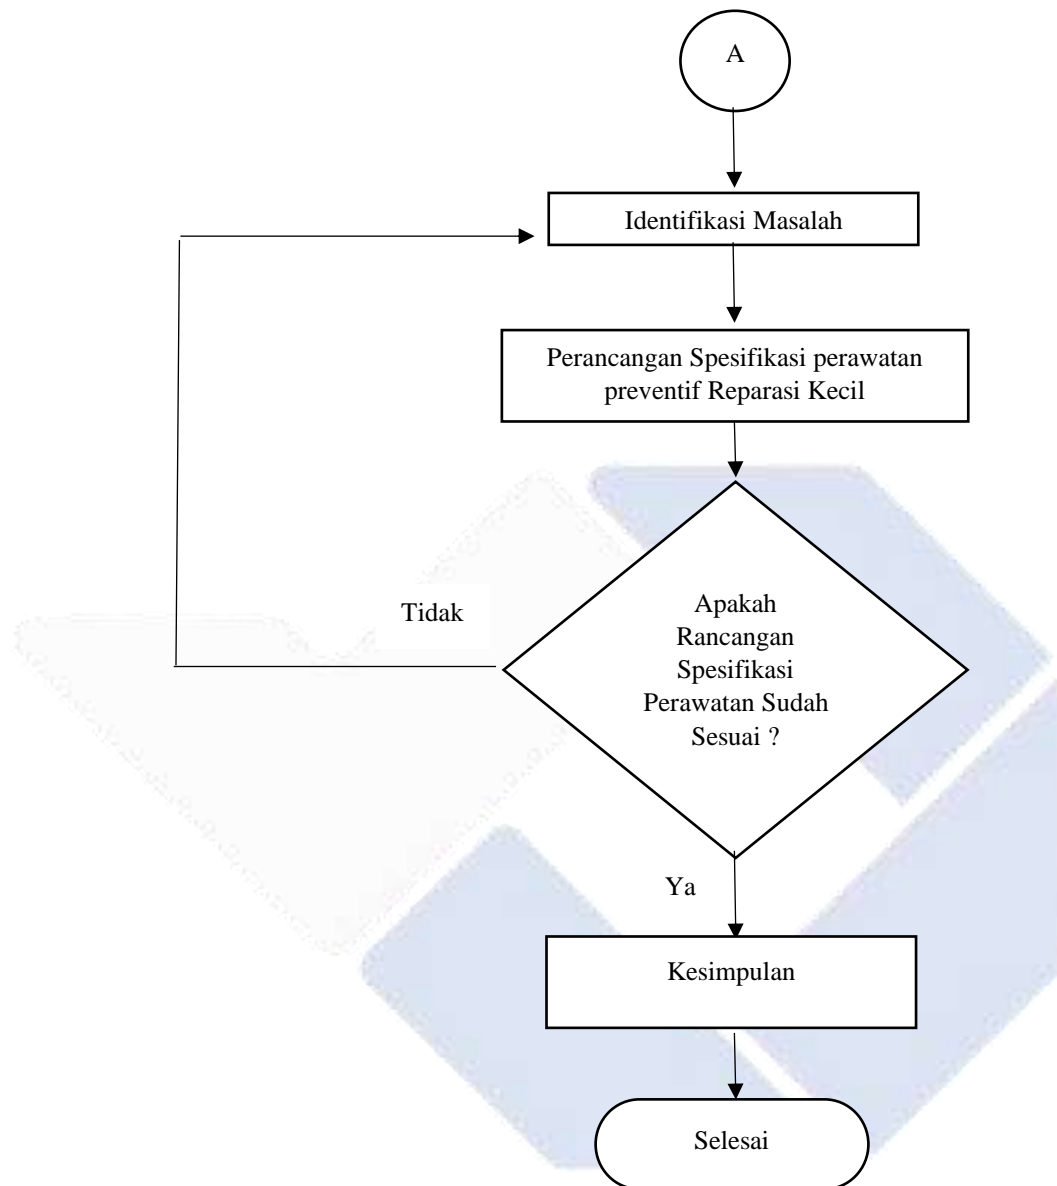 A
Identifikasi Masalah
Perancangan Spesifikasi perawatan
preventif Reparasi Kecil
Tidak
Apakah
Rancangan
Spesifikasi
Perawatan Sudah
Sesuai ?
Ya
Kesimpulan
Selesai